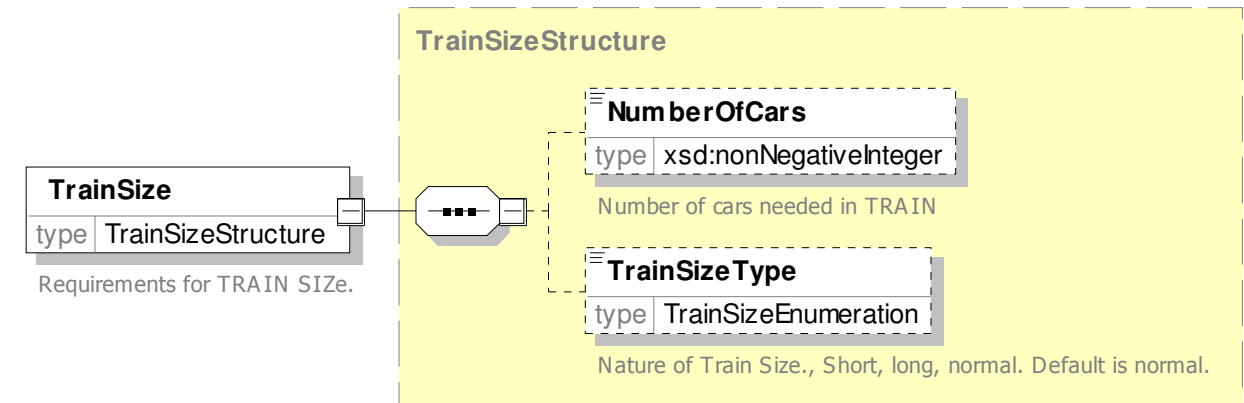 TrainSizeStructure
NumberOfCars
type xsd:nonNegativeInteger
Number of cars needed in TRAIN
TrainSize
type TrainSizeStructure
Requirements for TRAIN SIZe.
TrainSizeType
type TrainSizeEnumeration
Nature of Train Size., Short, long, normal. Default is normal.